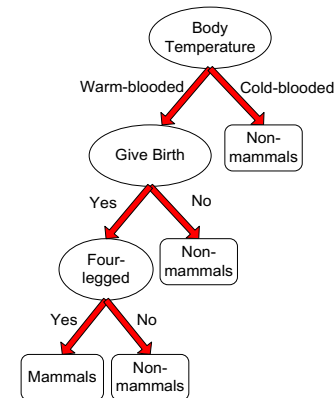 Body
Temperature
Warm-blooded
Cold-blooded
Give Birth
Non-
mammals
Yes
No
Four-
legged
Non-
mammals
Yes
No
Mammals
Non-
mammals